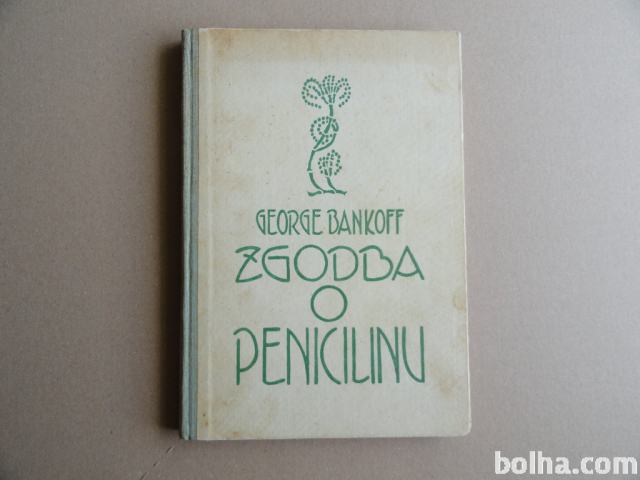 GEORGE BANKOFF
ZGODBA
O
PENICILINU
bolha.com